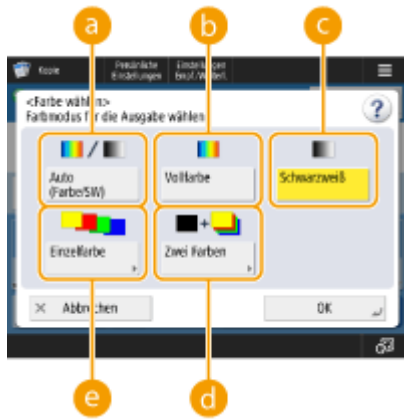 a
b
c
Kopie
Persönliche
Einstellungen
Einstellungen
Empf./Weiterl.
<Farbe wählen>
Farbmodus für die Ausgabe wählen
?
Auto
(Farbe/SW)
Vollfarbe
Schwarzweiß
Einzelfarbe
Zwei Farben
Abbrechen
OK
e
d